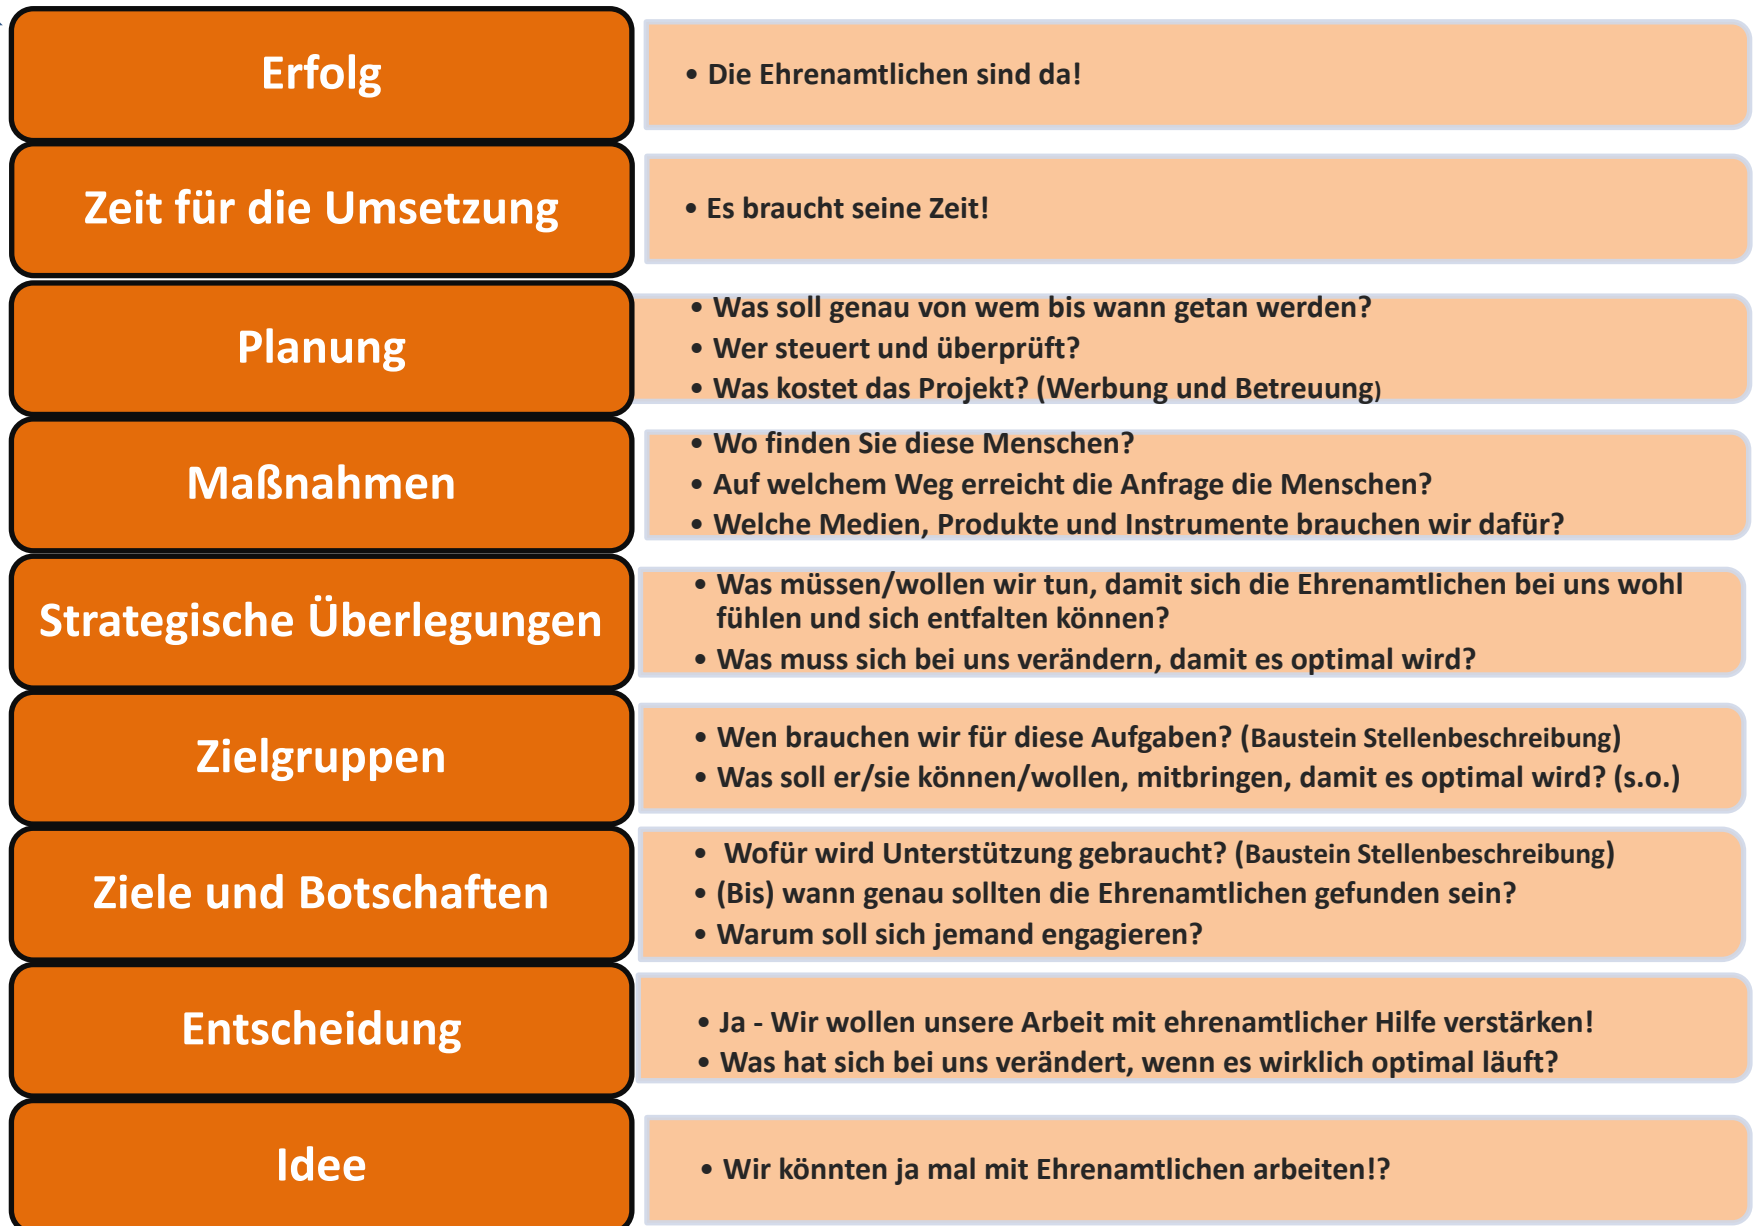 Erfolg
• Die Ehrenamtlichen sind da!
Zeit für die Umsetzung
• Es braucht seine Zeit!
Planung
• Was soll genau von wem bis wann getan werden?
• Wer steuert und überprüft?
• Was kostet das Projekt? (Werbung und Betreuung)
Maßnahmen
• Wo finden Sie diese Menschen?
• Auf welchem Weg erreicht die Anfrage die Menschen?
• Welche Medien, Produkte und Instrumente brauchen wir dafür?
Strategische Überlegungen
• Was müssen/wollen wir tun, damit sich die Ehrenamtlichen bei uns wohl
fühlen und sich entfalten können?
• Was muss sich bei uns verändern, damit es optimal wird?
Zielgruppen
• Wen brauchen wir für diese Aufgaben? (Baustein Stellenbeschreibung)
• Was soll er/sie können/wollen, mitbringen, damit es optimal wird? (s.o.)
Ziele und Botschaften
• Wofür wird Unterstützung gebraucht? (Baustein Stellenbeschreibung)
• (Bis) wann genau sollten die Ehrenamtlichen gefunden sein?
• Warum soll sich jemand engagieren?
Entscheidung
• Ja - Wir wollen unsere Arbeit mit ehrenamtlicher Hilfe verstärken!
• Was hat sich bei uns verändert, wenn es wirklich optimal läuft?
Idee
• Wir könnten ja mal mit Ehrenamtlichen arbeiten!?